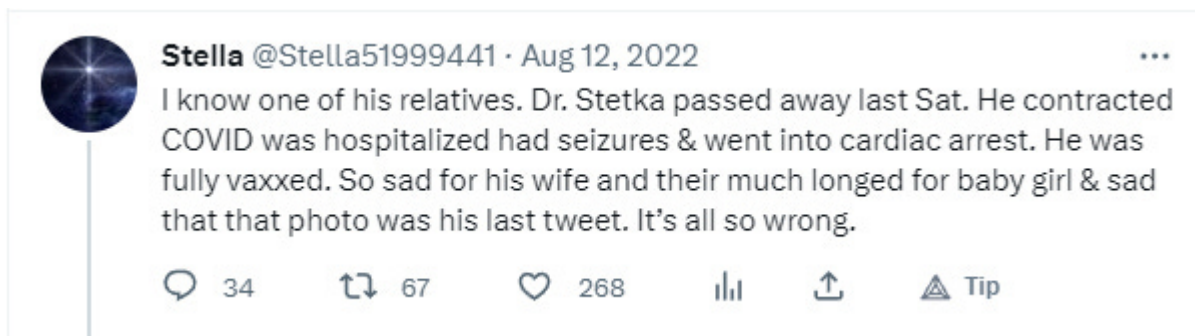 Stella @Stella51999441 · Aug 12, 2022
I know one of his relatives. Dr. Stetka passed away last Sat. He contracted
COVID was hospitalized had seizures & went into cardiac arrest. He was
fully vaxxed. So sad for his wife and their much longed for baby girl & sad
that that photo was his last tweet. It’s all so wrong.
34 67 268 Tip